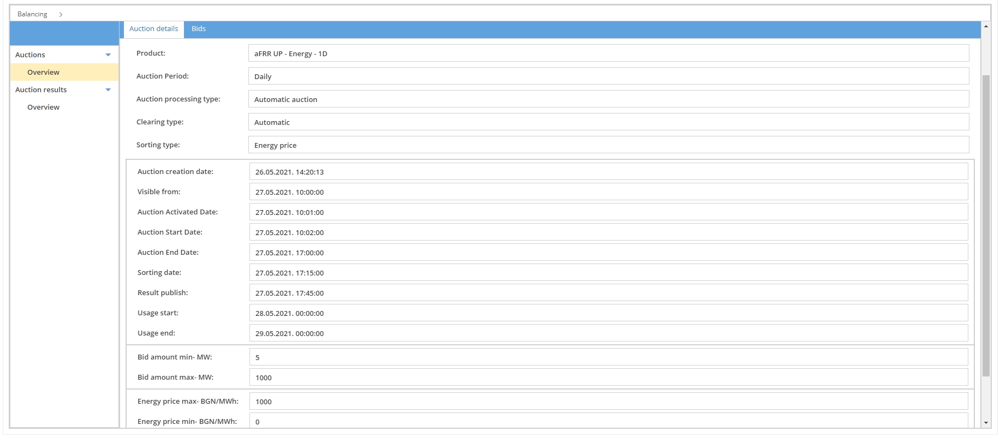 Balancing
Auction details Bids
Auctions
Overview
Auction results
Overview
Product: aFRR UP - Energy - 1D
Auction Period: Daily
Auction processing type: Automatic auction
Clearing type: Automatic
Sorting type: Energy price
Auction creation date: 26.05.2021. 14:20:13
Visible from: 27.05.2021. 10:00:00
Auction Activated Date: 27.05.2021. 10:01:00
Auction Start Date: 27.05.2021. 10:02:00
Auction End Date: 27.05.2021. 17:00:00
Sorting date: 27.05.2021. 17:15:00
Result publish: 27.05.2021. 17:45:00
Usage start: 28.05.2021. 00:00:00
Usage end: 29.05.2021. 00:00:00
Bid amount min- MW: 5
Bid amount max- MW: 1000
Energy price max- BGN/MWh: 1000
Energy price min- BGN/MWh: 0